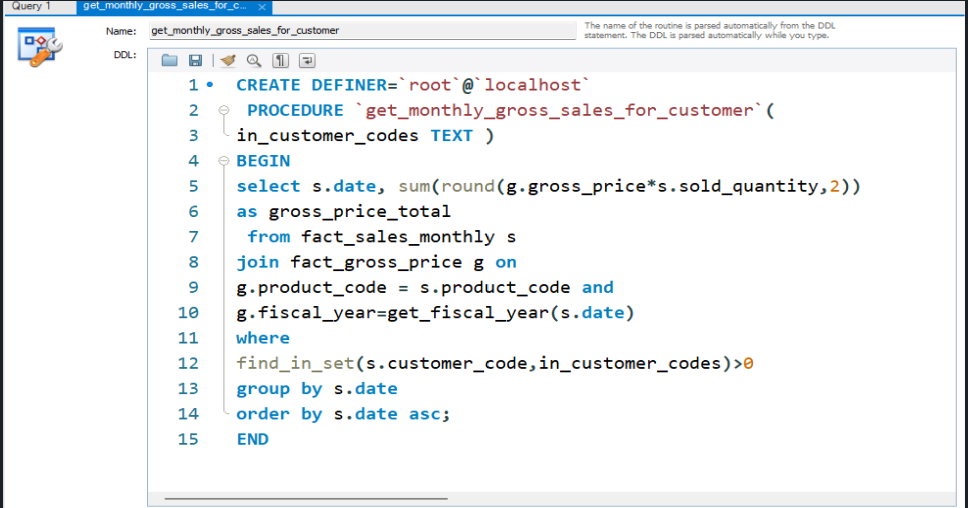 Query 1
get_monthly_gross_sales_for_c... ×
Name: get_monthly_gross_sales_for_customer
The name of the routine is parsed automatically from the DDL
statement. The DDL is parsed automatically while you type.
DDL:
1 CREATE DEFINER=`root`@`localhost`
2 PROCEDURE `get_monthly_gross_sales_for_customer`(
3 in_customer_codes TEXT )
4 BEGIN
5 select s.date, sum(round(g.gross_price*s.sold_quantity,2))
6 as gross_price_total
7 from fact_sales_monthly s
8 join fact_gross_price g on
9 g.product_code = s.product_code and
10 g.fiscal_year=get_fiscal_year(s.date)
11 where
12 find_in_set(s.customer_code,in_customer_codes)>0
13 group by s.date
14 order by s.date asc;
15 END